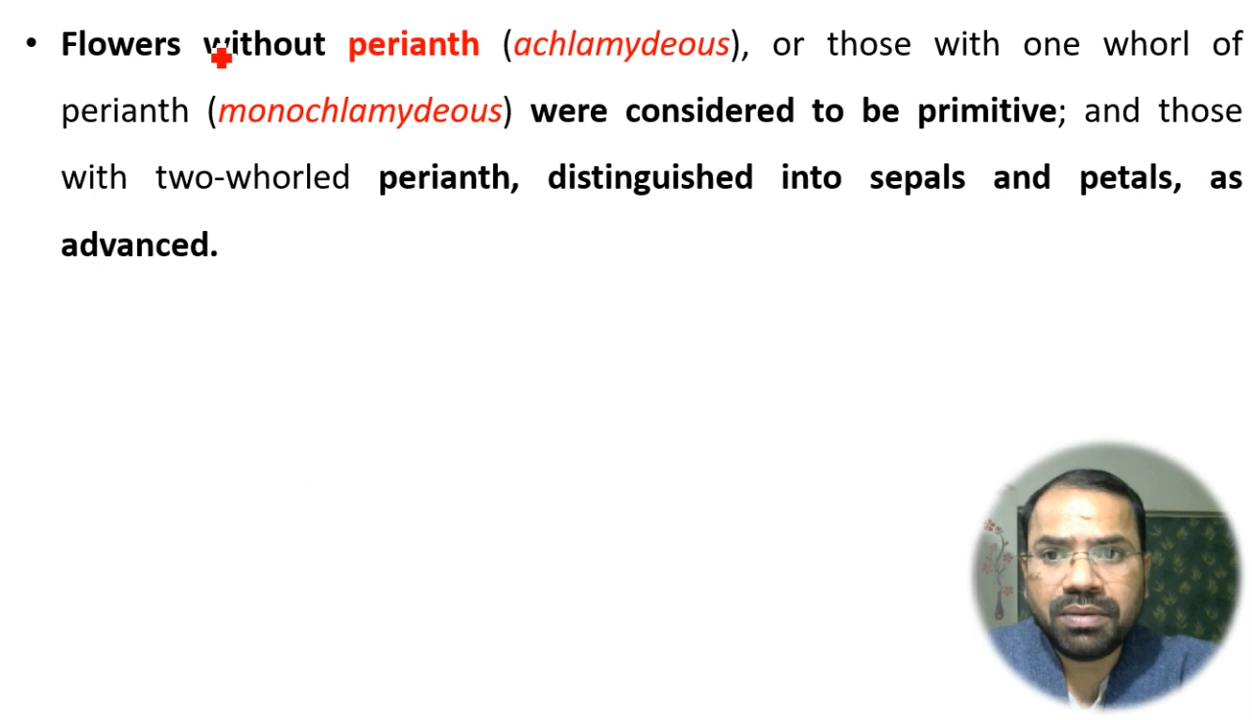 • Flowers without perianth (achlamydeous), or those with one whorl of
perianth (monochlamydeous) were considered to be primitive; and those
with two-whorled perianth, distinguished into sepals and petals, as
advanced.